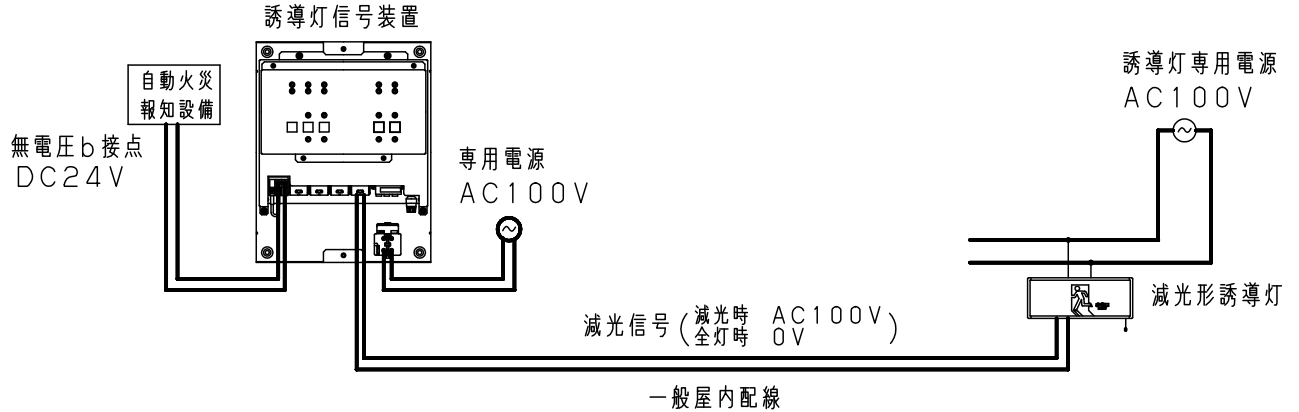 誘導灯信号装置
自動火災
報知設備
無電圧b接点
DC24V
専用電源
AC100V
誘導灯専用電源
AC100V
減光形誘導灯
減光信号(減光時 AC100V
全灯時 0V)
一般屋内配線